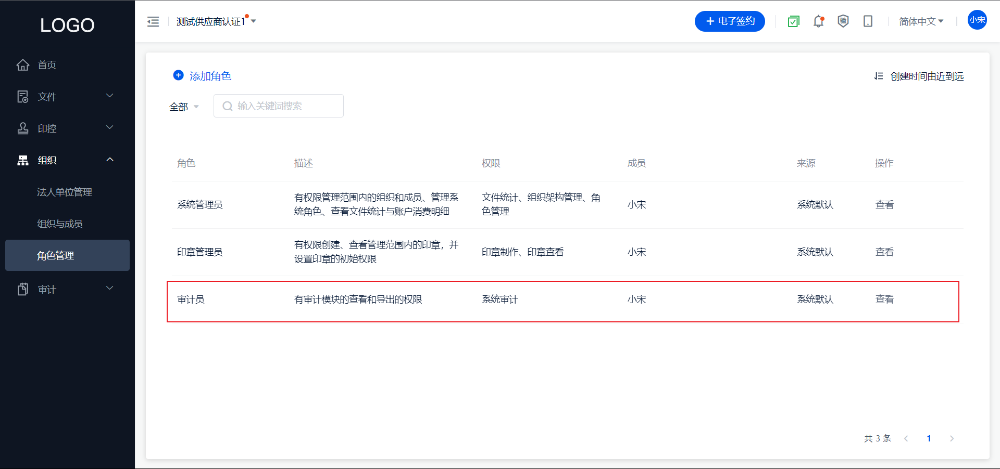 LOGO
首页
文件
印控
组织
法人单位管理
组织与成员
角色管理
审计
测试供应商认证1
电子签约
验
简体中文
小宋
添加角色
创建时间由近到远
全部
输入关键词搜索
角色 描述 权限 成员 来源 操作
系统管理员 有权限管理范围内的组织和成员、管理系 文件统计、组织架构管理、角 小宋 系统默认 查看
统角色、查看文件统计与账户消费明细 色管理
印章管理员 有权限创建、查看管理范围内的印章，并 印章制作、印章查看 小宋 系统默认 查看
设置印章的初始权限
审计员 有审计模块的查看和导出的权限 系统审计 小宋 系统默认 查看
共 3 条 1